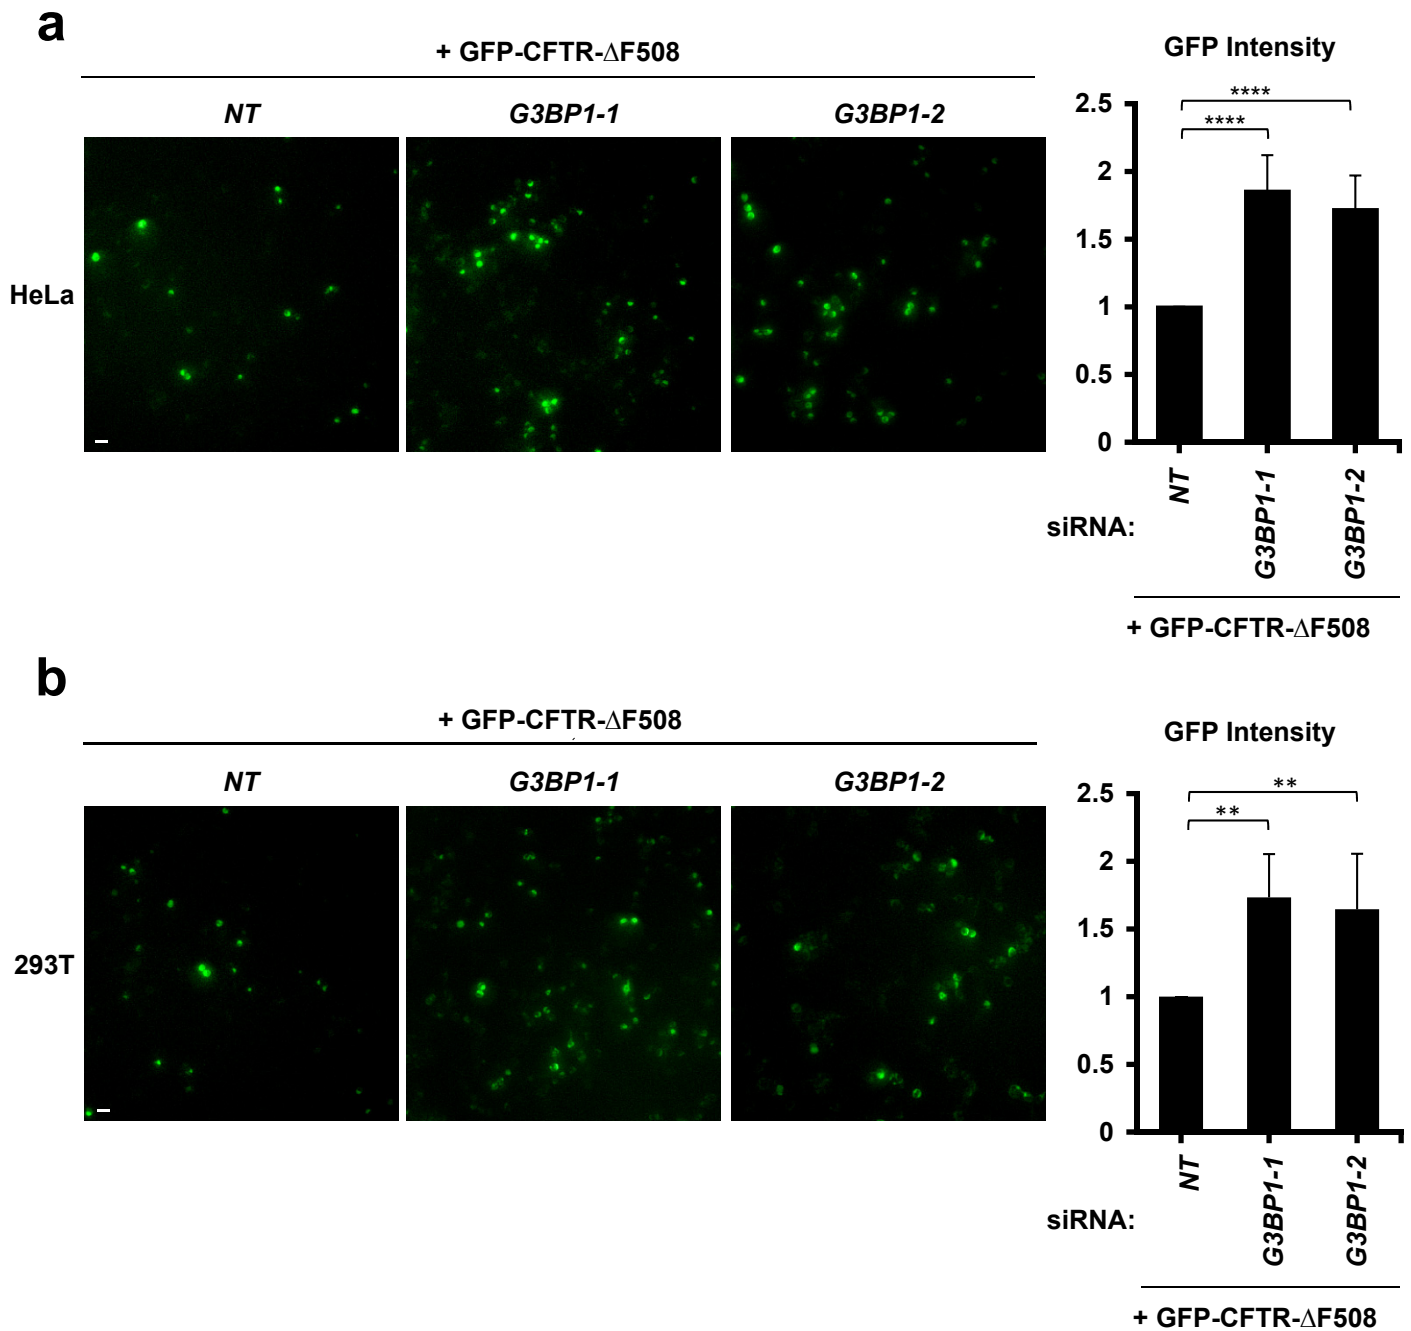 a
+ GFP-CFTR-ΔF508
NT
G3BP1-1
G3BP1-2
HeLa
GFP Intensity
2.5
2
1.5
1
0.5
0
****
****
NT
G3BP1-1
G3BP1-2
siRNA:
+ GFP-CFTR-ΔF508
b
+ GFP-CFTR-ΔF508
NT
G3BP1-1
G3BP1-2
293T
GFP Intensity
2.5
2
1.5
1
0.5
0
**
**
NT
G3BP1-1
G3BP1-2
siRNA:
+ GFP-CFTR-ΔF508